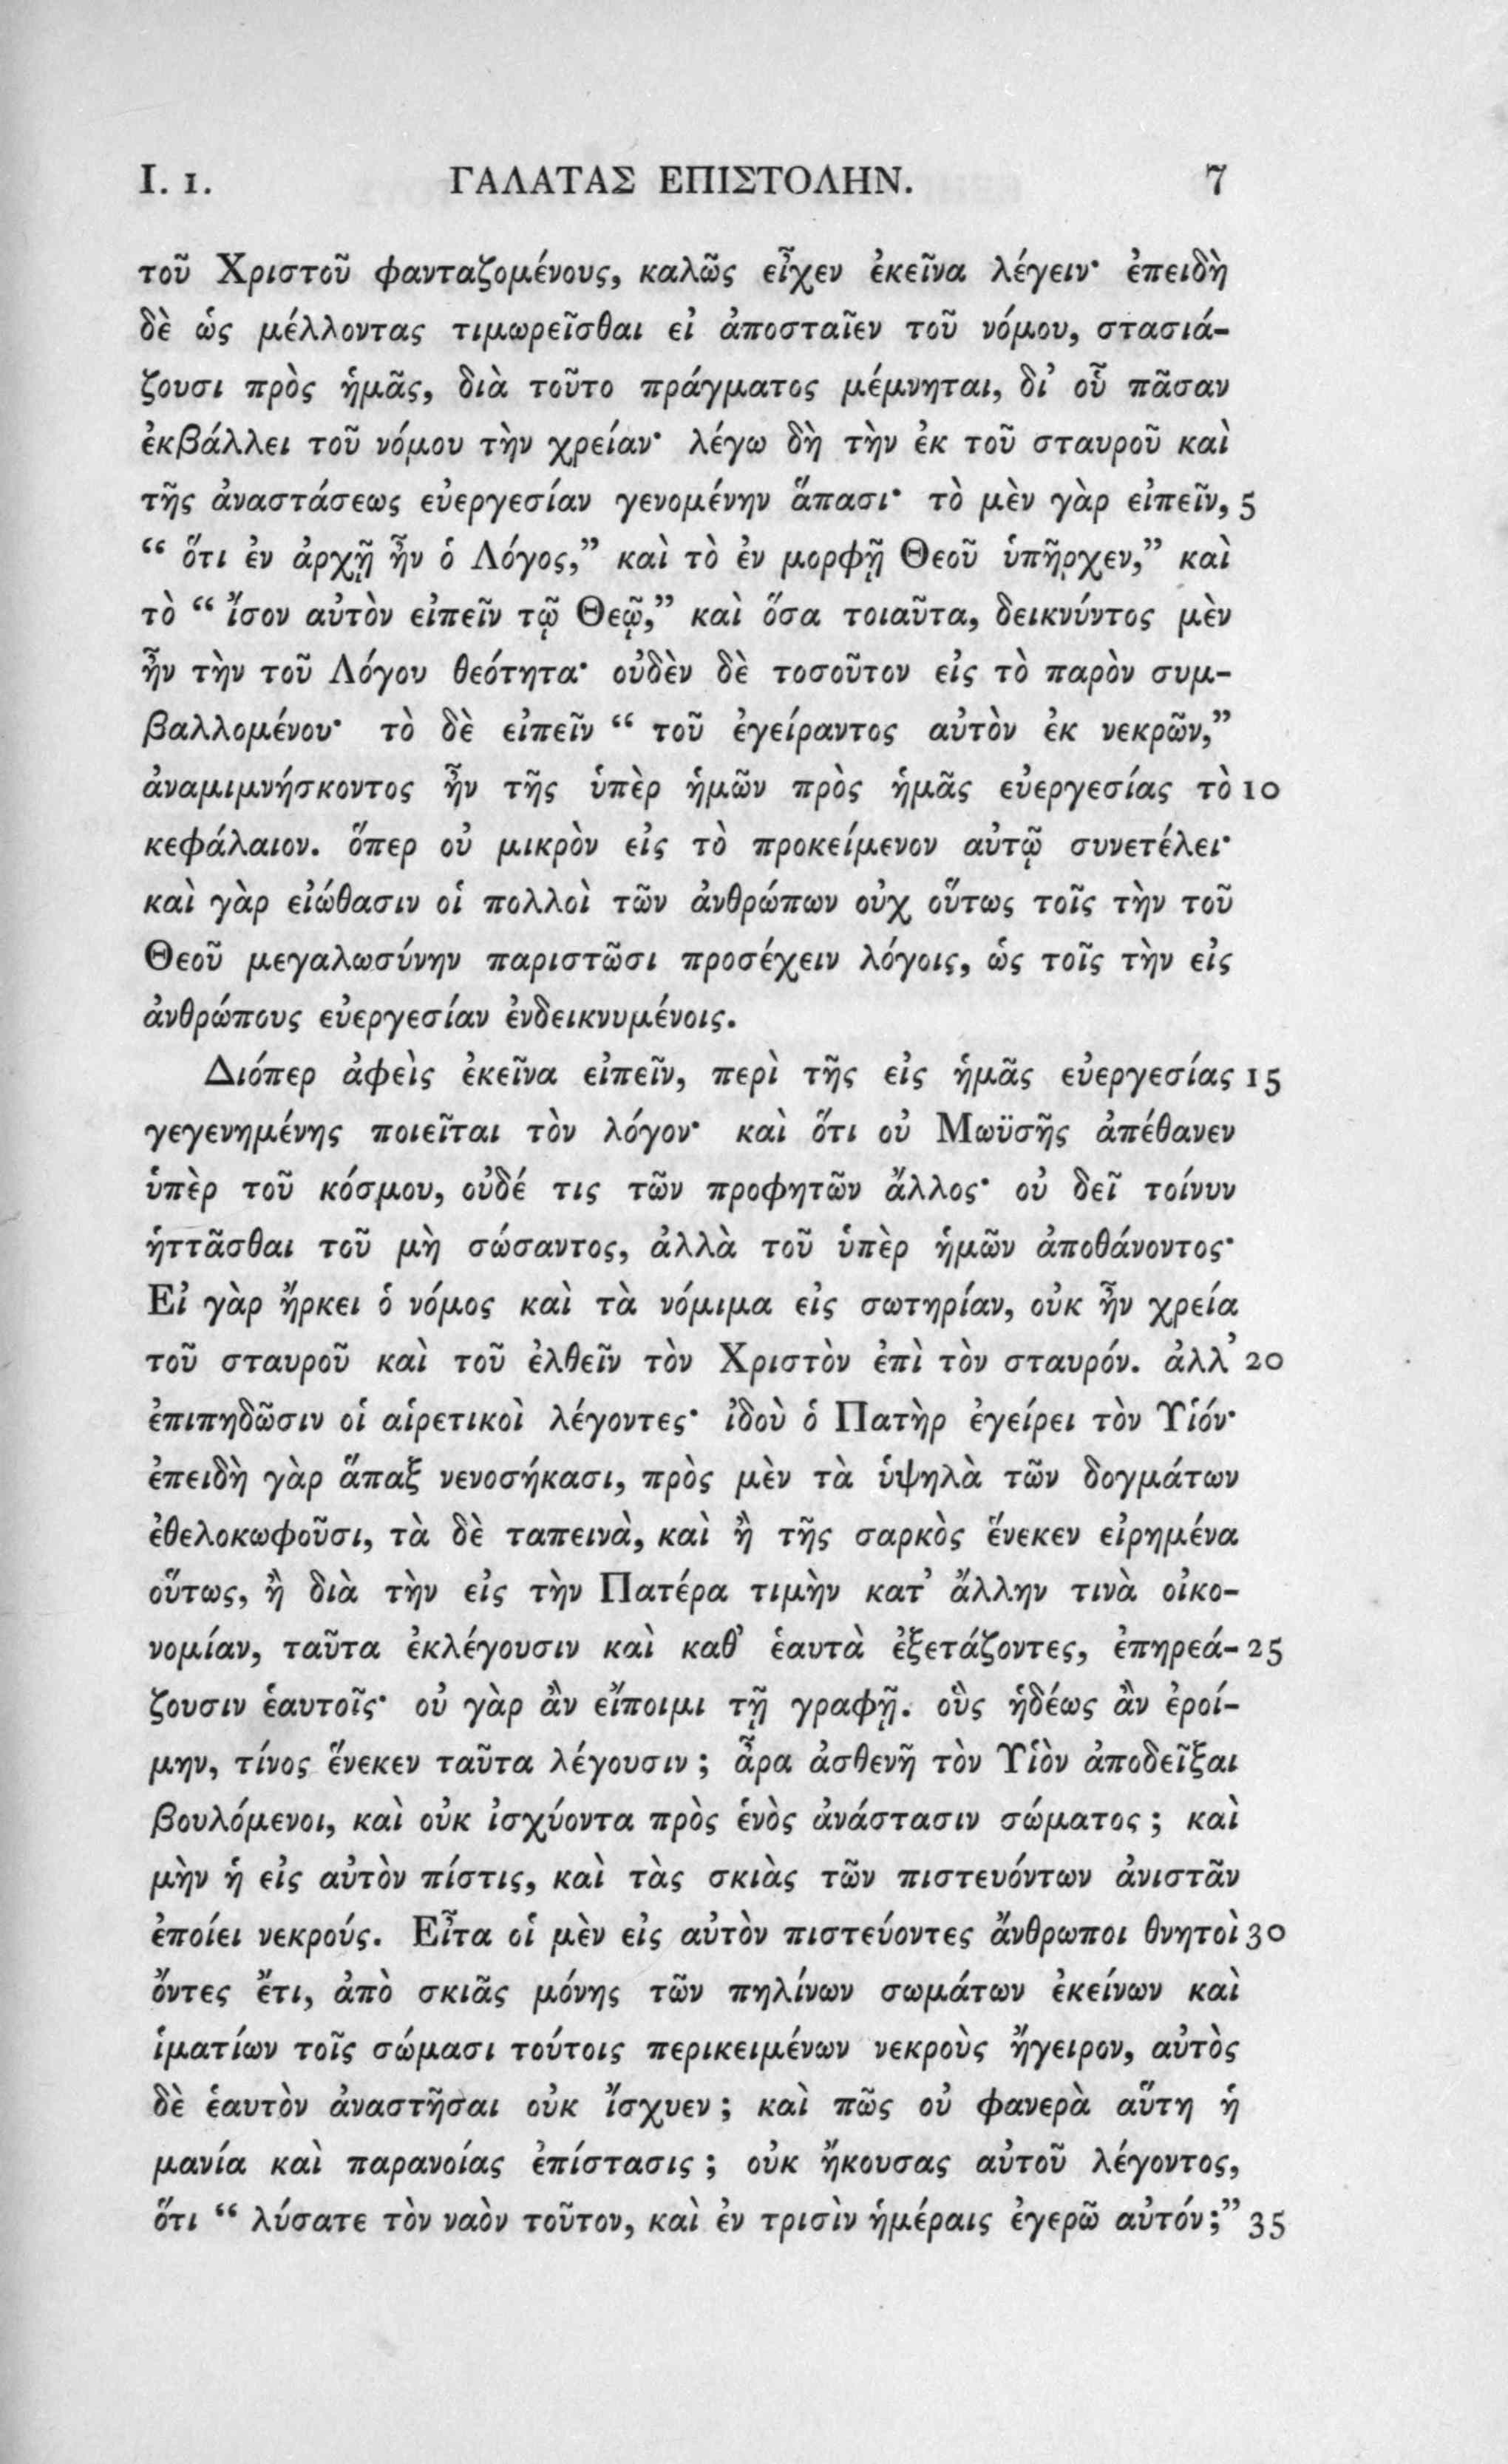 I. 1. ΓΑΛΑΤΑΣ ΕΠΙΣΤΟΛΗΝ. 7
τοῦ Χριστοῦ φανταζομένους, καλῶς εἶχεν ἐκεῖνα λέγειν· ἐπειδὴ
δὲ ὡς μέλλοντας τιμωρεῖσθαι εἰ ἀποσταῖεν τοῦ νόμου, στασιά-
ζουσι πρὸς ἡμᾶς, διὰ τοῦτο πράγματος μέμνηται, δι’ οὗ πᾶσαν
ἐκβάλλει τοῦ νόμου τὴν χρείαν· λέγω δὴ τὴν ἐκ τοῦ σταυροῦ καὶ
τῆς ἀναστάσεως εὐεργεσίαν γενομένην ἅπασι· τὸ μὲν γὰρ εἰπεῖν, 5
“ ὅτι ἐν ἀρχῇ ἦν ὁ Λόγος,” καὶ τὸ ἐν μορφῇ Θεοῦ ὑπῆρχεν,” καὶ
τὸ “ ἴσον αὐτὸν εἰπεῖν τῷ Θεῷ,” καὶ ὅσα τοιαῦτα, δεικνύντος μὲν
ἦν τὴν τοῦ Λόγου θεότητα· οὐδὲν δὲ τοσοῦτον εἰς τὸ παρὸν συμ-
βαλλομένου· τὸ δὲ εἰπεῖν “ τοῦ ἐγείραντος αὐτὸν ἐκ νεκρῶν,”
ἀναμιμνήσκοντος ἦν τῆς ὑπὲρ ἡμῶν πρὸς ἡμᾶς εὐεργεσίας τὸ 10
κεφάλαιον. ὅπερ οὐ μικρὸν εἰς τὸ προκείμενον αὐτῷ συνετέλει·
καὶ γὰρ εἰώθασιν οἱ πολλοὶ τῶν ἀνθρώπων οὐχ οὕτως τοῖς τὴν τοῦ
Θεοῦ μεγαλωσύνην παριστῶσι προσέχειν λόγοις, ὡς τοῖς τὴν εἰς
ἀνθρώπους εὐεργεσίαν ἐνδεικνυμένοις.
Διόπερ ἀφεὶς ἐκεῖνα εἰπεῖν, περὶ τῆς εἰς ἡμᾶς εὐεργεσίας 15
γεγενημένης ποιεῖται τὸν λόγον· καὶ ὅτι οὐ Μωϋσῆς ἀπέθανεν
ὑπὲρ τοῦ κόσμου, οὐδέ τις τῶν προφητῶν ἄλλος· οὐ δεῖ τοίνυν
ἡττᾶσθαι τοῦ μὴ σώσαντος, ἀλλὰ τοῦ ὑπὲρ ἡμῶν ἀποθάνοντος·
Εἰ γὰρ ἤρκει ὁ νόμος καὶ τὰ νόμιμα εἰς σωτηρίαν, οὐκ ἦν χρεία
τοῦ σταυροῦ καὶ τοῦ ἐλθεῖν τὸν Χριστὸν ἐπὶ τὸν σταυρόν. ἀλλ’ 20
ἐπιπηδῶσιν οἱ αἱρετικοὶ λέγοντες· ἰδοὺ ὁ Πατὴρ ἐγείρει τὸν Υἱόν·
ἐπειδὴ γὰρ ἅπαξ νενοσήκασι, πρὸς μὲν τὰ ὑψηλὰ τῶν δογμάτων
ἐθελοκωφοῦσι, τὰ δὲ ταπεινὰ, καὶ ἢ τῆς σαρκὸς ἕνεκεν εἰρημένα
οὕτως, ἢ διὰ τὴν εἰς τὴν Πατέρα τιμὴν κατ’ ἄλλην τινὰ οἰκο-
νομίαν, ταῦτα ἐκλέγουσιν καὶ καθ’ ἑαυτὰ ἐξετάζοντες, ἐπηρεά- 25
ζουσιν ἑαυτοῖς· οὐ γὰρ ἂν εἴποιμι τῇ γραφῇ. οὓς ἡδέως ἂν ἐροί-
μην, τίνος ἕνεκεν ταῦτα λέγουσιν ; ἆρα ἀσθενῆ τὸν Υἱὸν ἀποδεῖξαι
βουλόμενοι, καὶ οὐκ ἰσχύοντα πρὸς ἑνὸς ἀνάστασιν σώματος ; καὶ
μὴν ἡ εἰς αὐτὸν πίστις, καὶ τὰς σκιὰς τῶν πιστευόντων ἀνιστᾶν
ἐποίει νεκρούς. Εἶτα οἱ μὲν εἰς αὐτὸν πιστεύοντες ἄνθρωποι θνητοὶ 30
ὄντες ἔτι, ἀπὸ σκιᾶς μόνης τῶν πηλίνων σωμάτων ἐκείνων καὶ
ἱματίων τοῖς σώμασι τούτοις περικειμένων νεκροὺς ἤγειρον, αὐτὸς
δὲ ἑαυτὸν ἀναστῆσαι οὐκ ἴσχυεν ; καὶ πῶς οὐ φανερὰ αὕτη ἡ
μανία καὶ παρανοίας ἐπίστασις ; οὐκ ἤκουσας αὐτοῦ λέγοντος,
ὅτι “ λύσατε τὸν ναὸν τοῦτον, καὶ ἐν τρισὶν ἡμέραις ἐγερῶ αὐτόν ;” 35